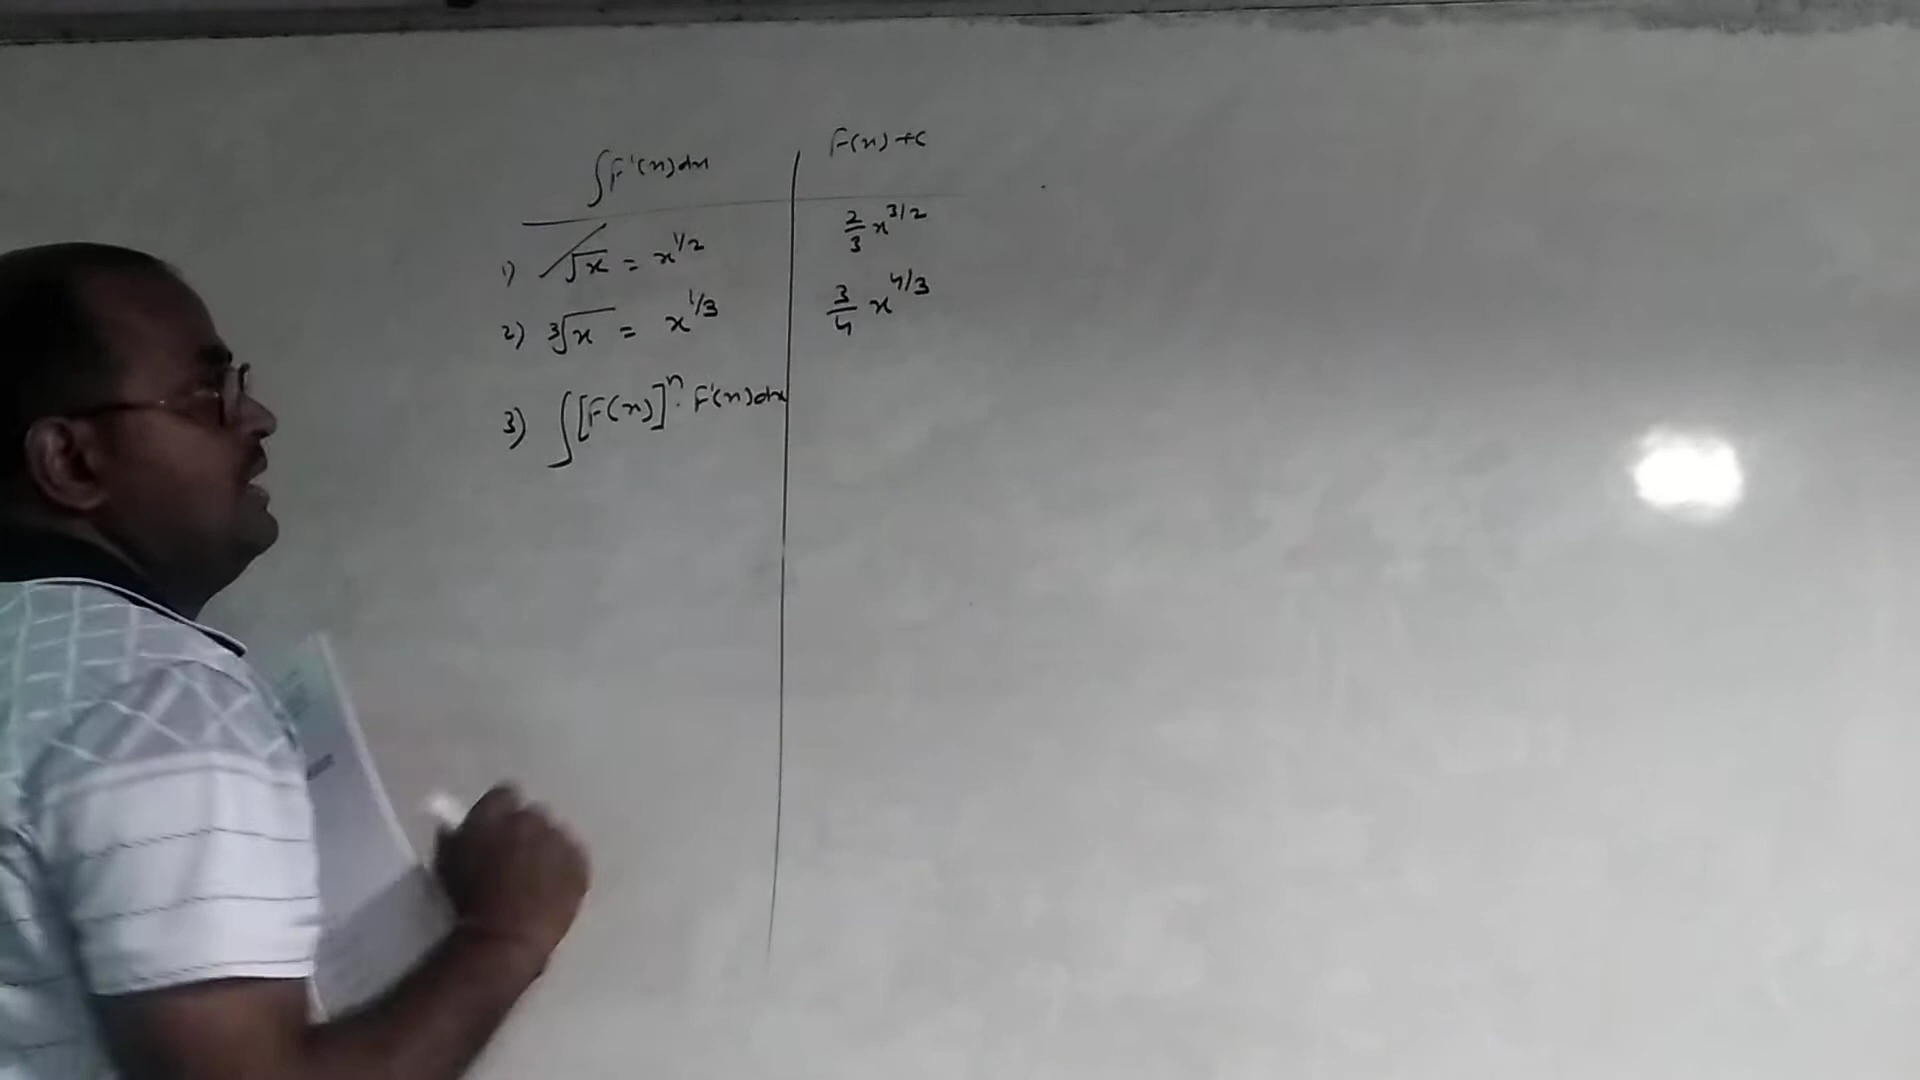 ∫F'(x)dx F(x)+c
1) √x = x^1/2 2/3 x^3/2
2) ∛x = x^1/3 3/4 x^4/3
3) ∫[F(x)]^n · F'(x)dx